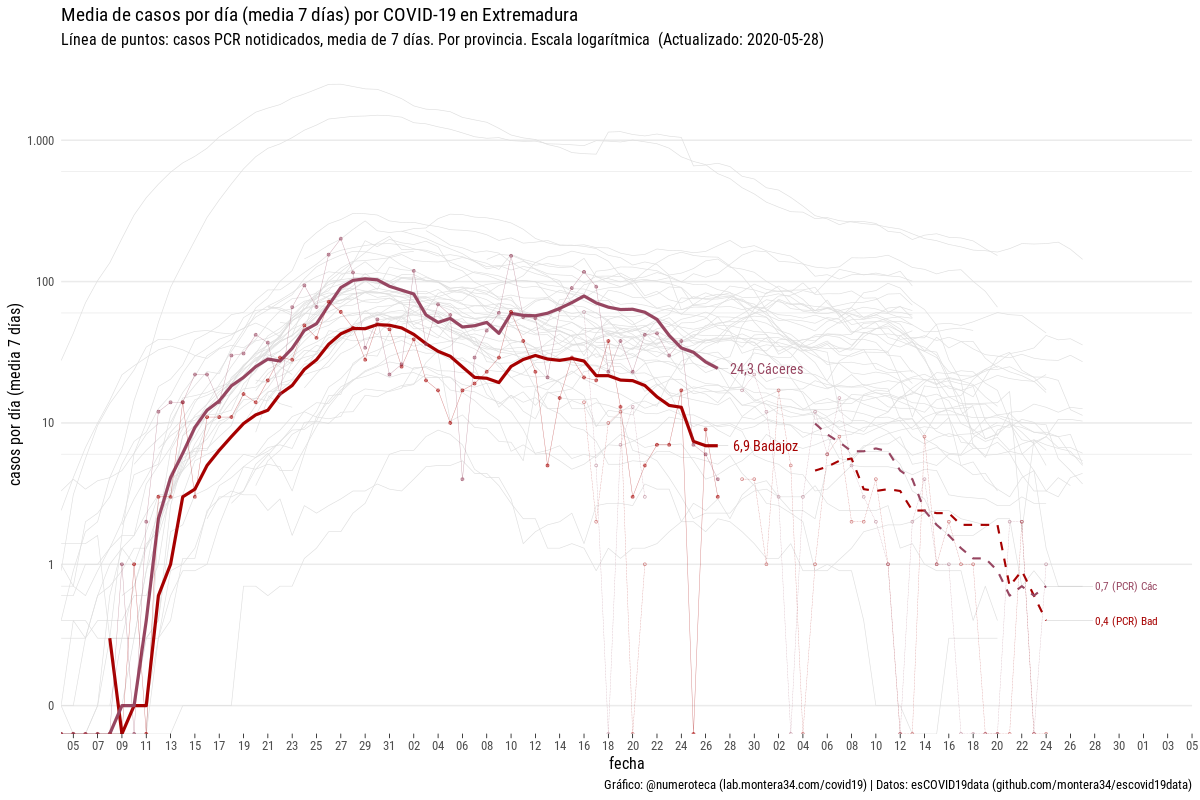 Media de casos por día (media 7 días) por COVID-19 en Extremadura
Línea de puntos: casos PCR notidicados, media de 7 días. Por provincia. Escala logarítmica (Actualizado: 2020-05-28)
casos por día (media 7 días)
1.000
100
10
1
0
24,3 Cáceres
6,9 Badajoz
0,7 (PCR) Các
0,4 (PCR) Bad
05 07 09 11 13 15 17 19 21 23 25 27 29 31 02 04 06 08 10 12 14 16 18 20 22 24 26 28 30 02 04 06 08 10 12 14 16 18 20 22 24 26 28 30 01 03 05
fecha
Gráfico: @numeroteca (lab.montera34.com/covid19) | Datos: esCOVID19data (github.com/montera34/escovid19data)